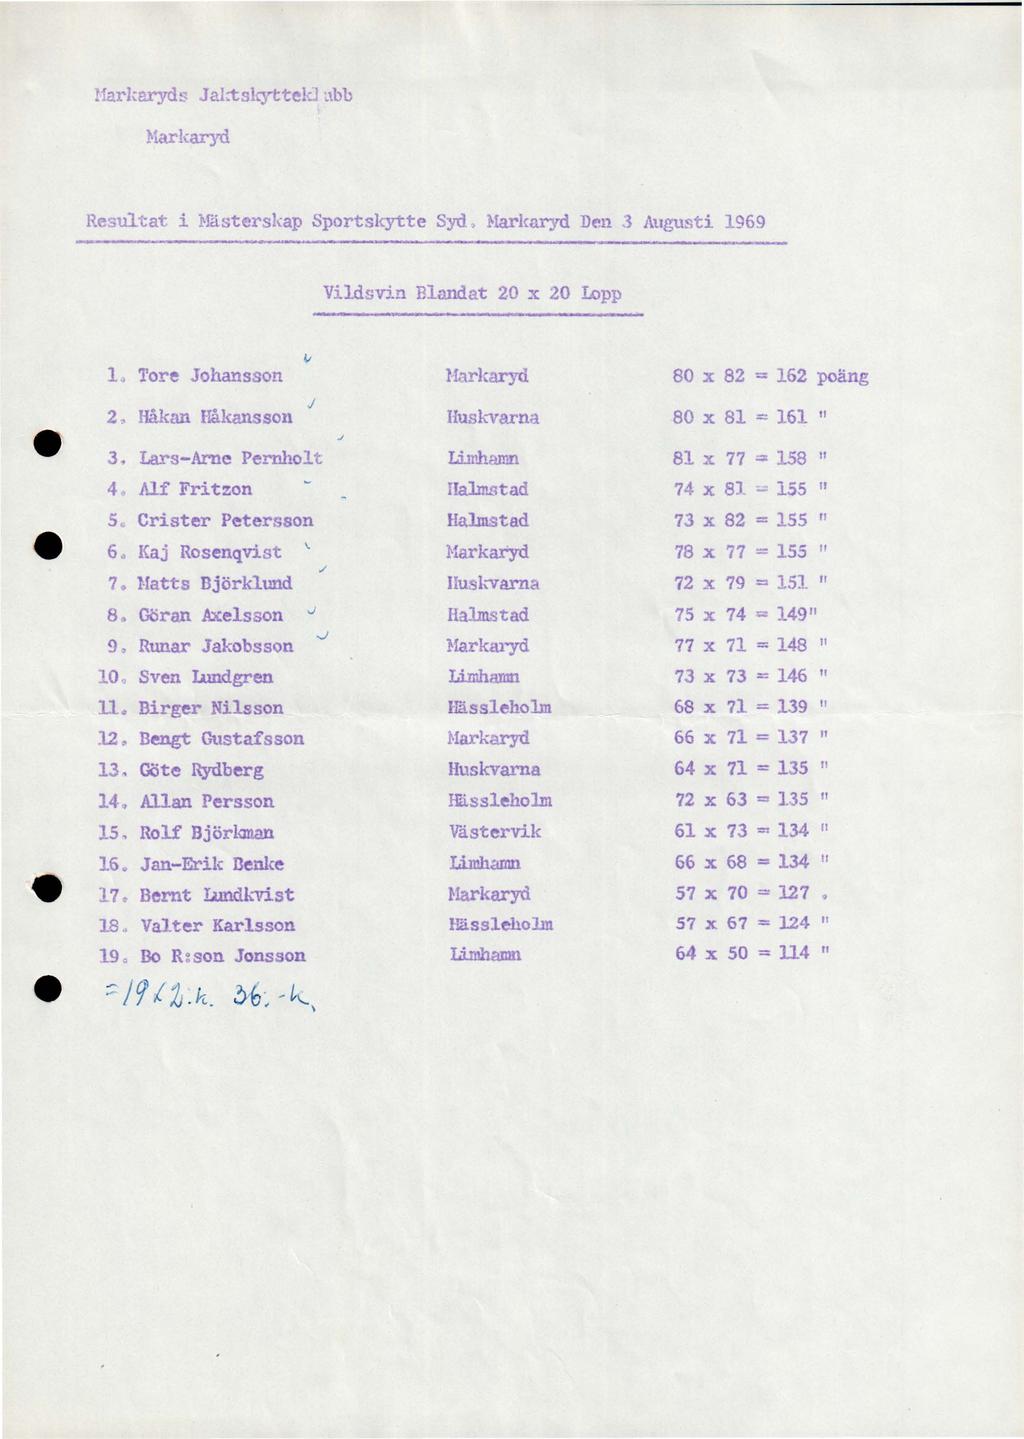 Markaryds Jaktskytteklubb
Markaryd
Resultat i Mästerskap Sportskytte Syd. Markaryd Den 3 Augusti 1969
Vildsvin Blandat 20 x 20 Lopp
1. Tore Johansson Markaryd 80 x 82 = 162 poäng
2. Håkan Håkansson Huskvarna 80 x 81 = 161 "
3. Lars-Arne Pernholt Limhamn 81 x 77 = 158 "
4. Alf Fritzon Halmstad 74 x 81 = 155 "
5. Crister Petersson Halmstad 73 x 82 = 155 "
6. Kaj Rosenqvist Markaryd 78 x 77 = 155 "
7. Matts Björklund Huskvarna 72 x 79 = 151 "
8. Göran Axelsson Halmstad 75 x 74 = 149"
9. Runar Jakobsson Markaryd 77 x 71 = 148 "
10. Sven Lundgren Limhamn 73 x 73 = 146 "
11. Birger Nilsson Hässleholm 68 x 71 = 139 "
12. Bengt Gustafsson Markaryd 66 x 71 = 137 "
13. Göte Rydberg Huskvarna 64 x 71 = 135 "
14. Allan Persson Hässleholm 72 x 63 = 135 "
15. Rolf Björkman Västervik 61 x 73 = 134 "
16. Jan-Erik Benke Limhamn 66 x 68 = 134 "
17. Bernt Lundkvist Markaryd 57 x 70 = 127 .
18. Valter Karlsson Hässleholm 57 x 67 = 124 "
19. Bo R:son Jonsson Limhamn 64 x 50 = 114 "
=19 x 2:k. 36:-k.